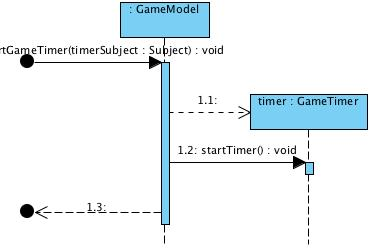 : GameModel
rtGameTimer(timerSubject : Subject) : void
1.1:
timer : GameTimer
1.2: startTimer() : void
1.3: